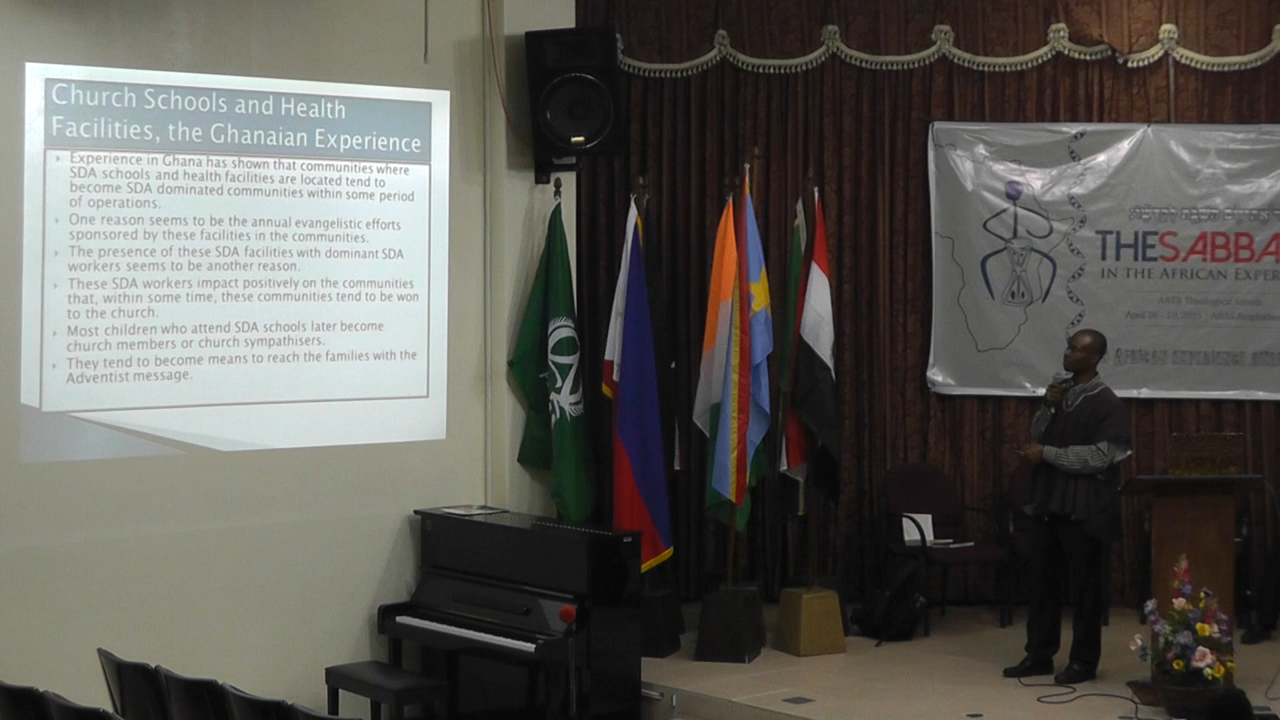 Church Schools and Health
Facilities, the Ghanaian Experience
Experience in Ghana has shown that communities where
SDA schools and health facilities are located tend to
become SDA dominated communities within some period
of operations.
One reason seems to be the annual evangelistic efforts
sponsored by these facilities in the communities.
The presence of these SDA facilities with dominant SDA
workers seems to be another reason.
These SDA workers impact positively on the communities
that, within some time, these communities tend to be won
to the church.
Most children who attend SDA schools later become
church members or church sympathisers.
They tend to become means to reach the families with the
Adventist message.
THE SABBA
IN THE AFRICAN EXPER